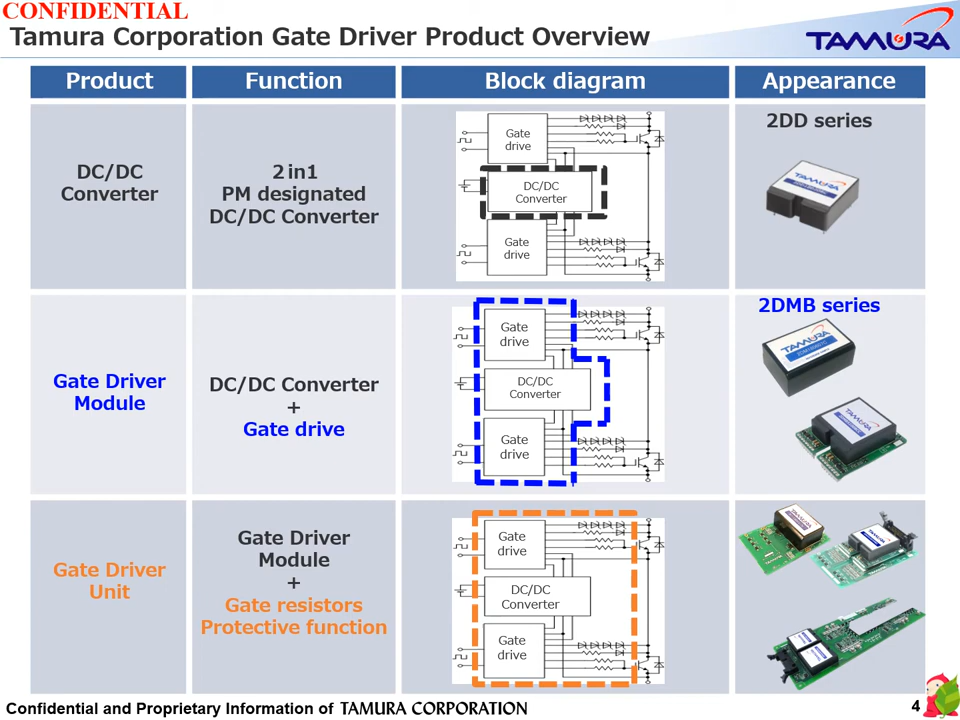 CONFIDENTIAL
Tamura Corporation Gate Driver Product Overview
TAMURA
Product
Function
Block diagram
Appearance
DC/DC
Converter
2in1
PM designated
DC/DC Converter
Gate
drive
DC/DC
Converter
Gate
drive
2DD series
TAMURA
Gate Driver
Module
DC/DC Converter
+
Gate drive
Gate
drive
DC/DC
Converter
Gate
drive
2DMB series
TAMURA
TAMURA
Gate Driver
Unit
Gate Driver
Module
+
Gate resistors
Protective function
Gate
drive
DC/DC
Converter
Gate
drive
Confidential and Proprietary Information of TAMURA CORPORATION
4